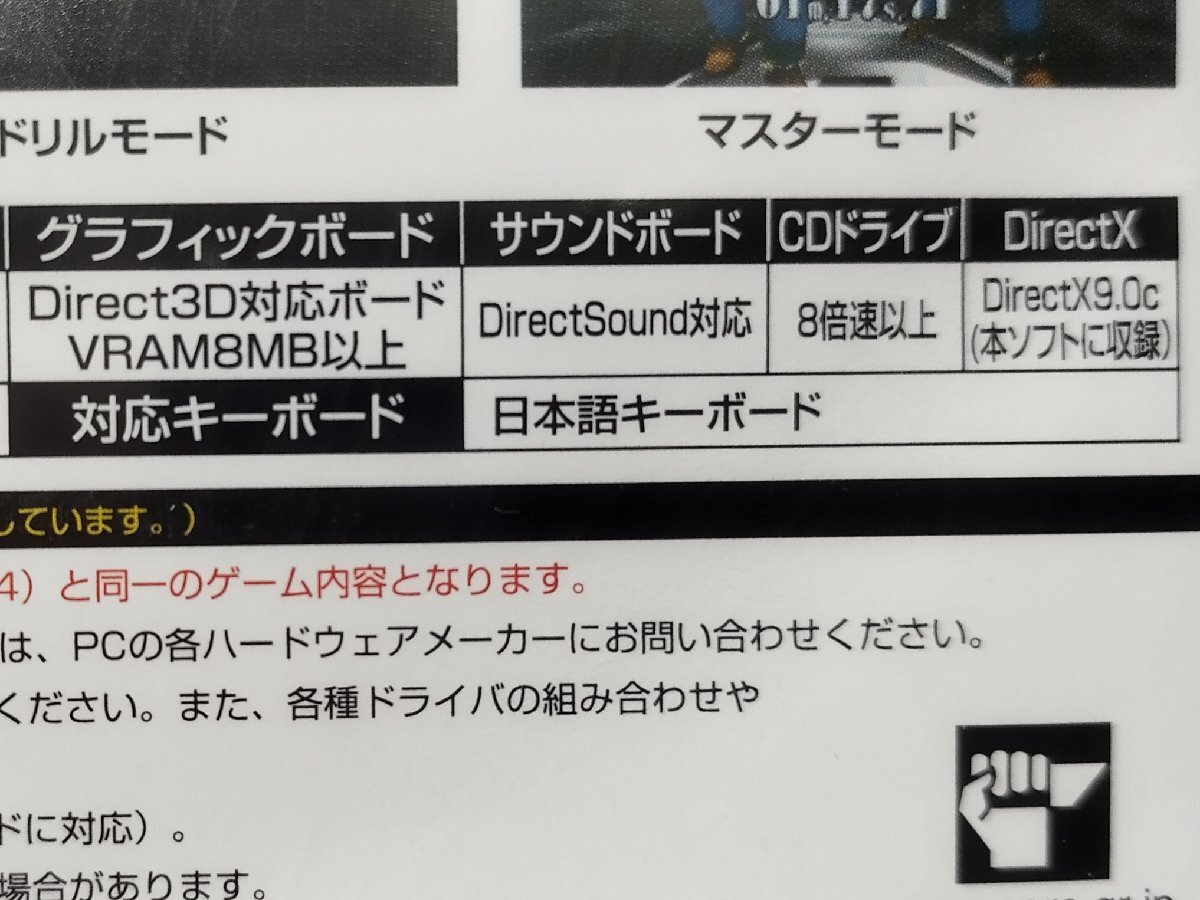 ドリルモード
マスターモード
グラフィックボード サウンドボード CDドライブ DirectX
Direct3D対応ボード
VRAM8MB以上
DirectSound対応
8倍速以上
DirectX9.0c
(本ソフトに収録)
対応キーボード 日本語キーボード
しています。)
4）と同一のゲーム内容となります。
は、PCの各ハードウェアメーカーにお問い合わせください。
ください。また、各種ドライバの組み合わせや
ドに対応）。
場合があります。